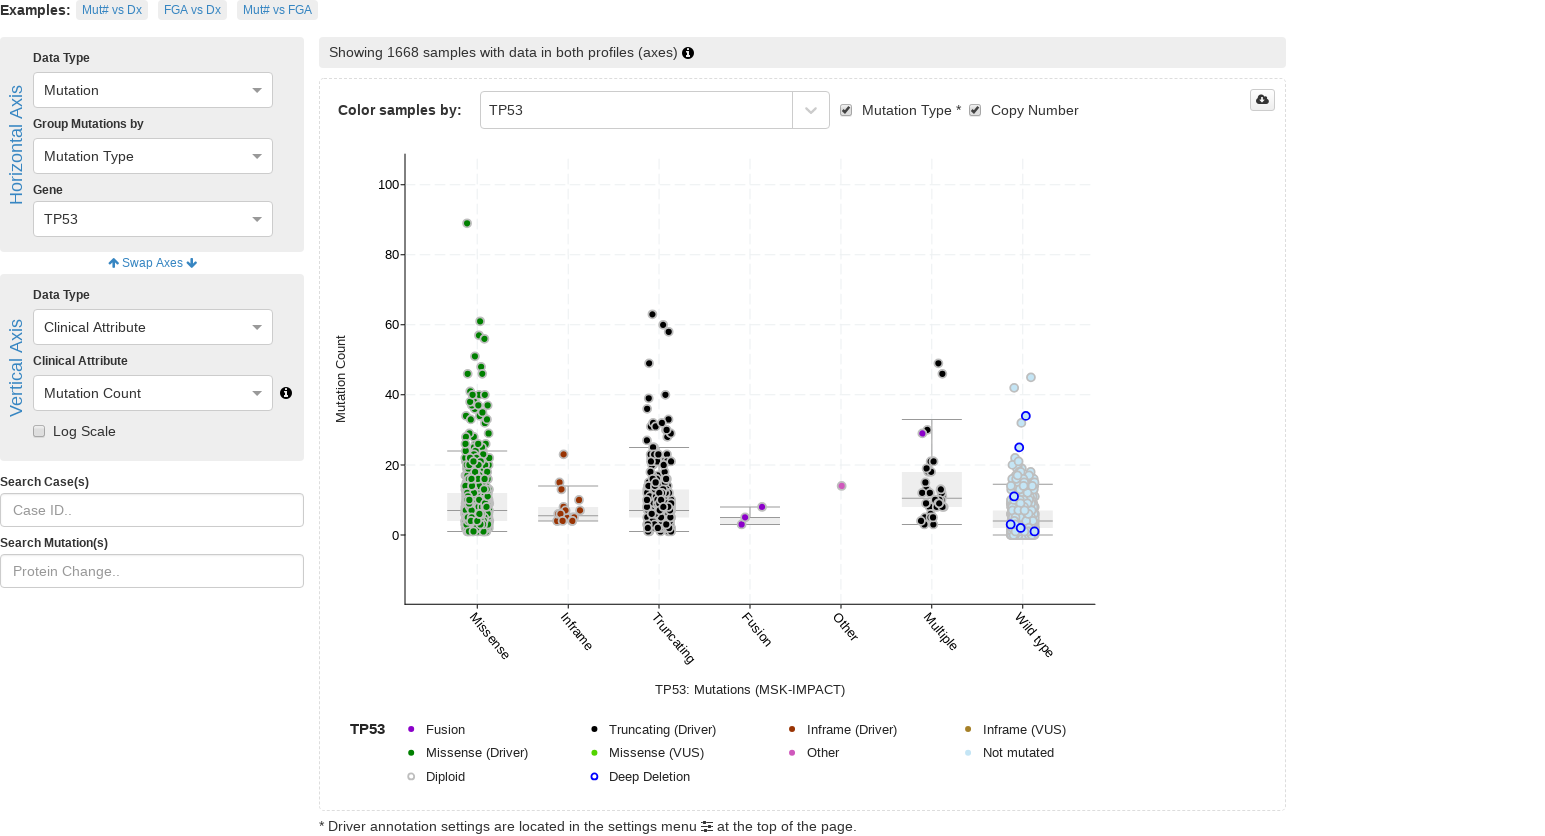 Examples: Mut# vs Dx FGA vs Dx Mut# vs FGA
Horizontal Axis
Data Type
Mutation
Group Mutations by
Mutation Type
Gene
TP53
Swap Axes
Vertical Axis
Data Type
Clinical Attribute
Clinical Attribute
Mutation Count
Log Scale
Search Case(s)
Case ID..
Search Mutation(s)
Protein Change..
Showing 1668 samples with data in both profiles (axes)
Color samples by: TP53 Mutation Type * Copy Number
Mutation Count
100
80
60
40
20
0
Missense
Inframe
Truncating
Fusion
Other
Multiple
Wild type
TP53: Mutations (MSK-IMPACT)
TP53 Fusion Truncating (Driver) Inframe (Driver) Inframe (VUS)
Missense (Driver) Missense (VUS) Other Not mutated
Diploid Deep Deletion
* Driver annotation settings are located in the settings menu at the top of the page.